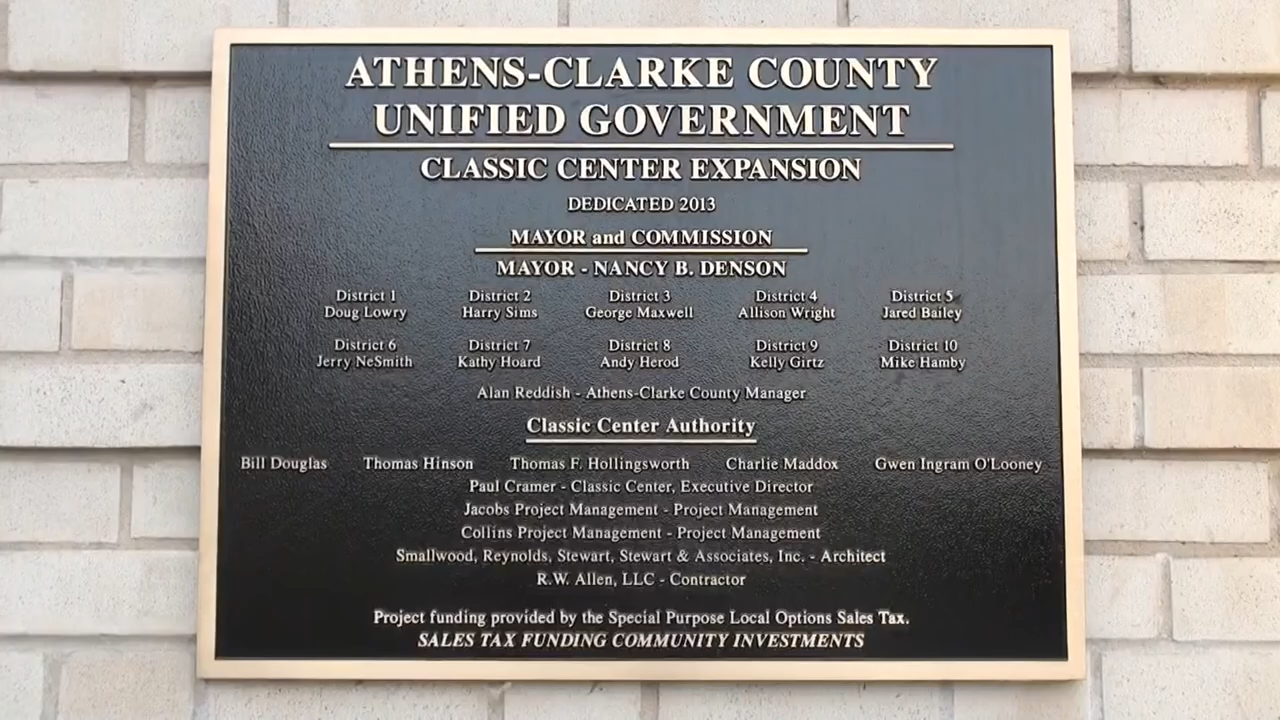 ATHENS-CLARKE COUNTY
UNIFIED GOVERNMENT
CLASSIC CENTER EXPANSION
DEDICATED 2013
MAYOR and COMMISSION
MAYOR - NANCY B. DENSON
District 1 District 2 District 3 District 4 District 5
Doug Lowry Harry Sims George Maxwell Allison Wright Jared Bailey
District 6 District 7 District 8 District 9 District 10
Jerry NeSmith Kathy Hoard Andy Herod Kelly Girtz Mike Hamby
Alan Reddish - Athens-Clarke County Manager
Classic Center Authority
Bill Douglas Thomas Hinson Thomas F. Hollingsworth Charlie Maddox Gwen Ingram O'Looney
Paul Cramer - Classic Center, Executive Director
Jacobs Project Management - Project Management
Collins Project Management - Project Management
Smallwood, Reynolds, Stewart, Stewart & Associates, Inc. - Architect
R.W. Allen, LLC - Contractor
Project funding provided by the Special Purpose Local Options Sales Tax.
SALES TAX FUNDING COMMUNITY INVESTMENTS